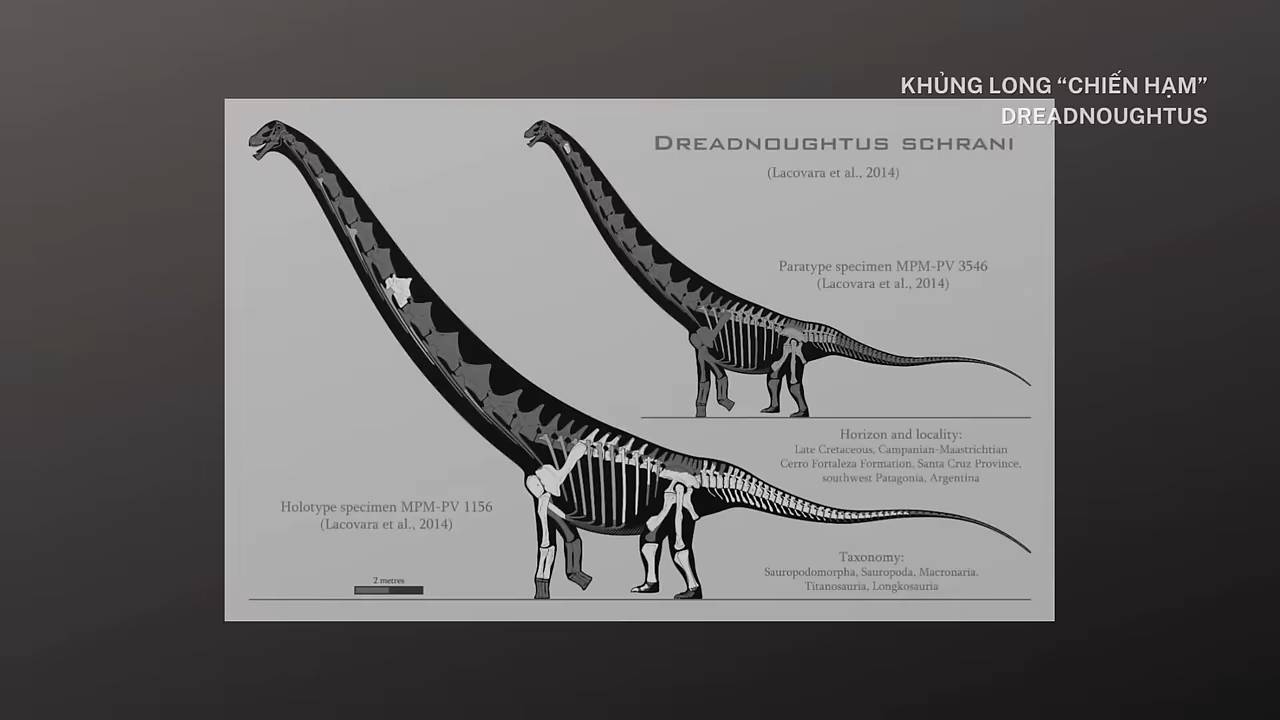 KHỦNG LONG “CHIẾN HẠM”
DREADNOUGHTUS
DREADNOUGHTUS SCHRANI
(Lacovara et al., 2014)
Paratype specimen MPM-PV 3546
(Lacovara et al., 2014)
Horizon and locality:
Late Cretaceous, Campanian-Maastrichtian
Cerro Fortaleza Formation, Santa Cruz Province,
southwest Patagonia, Argentina
Holotype specimen MPM-PV 1156
(Lacovara et al., 2014)
Taxonomy:
Sauropodomorpha, Sauropoda, Macronaria,
Titanosauria, Longkosauria
2 metres